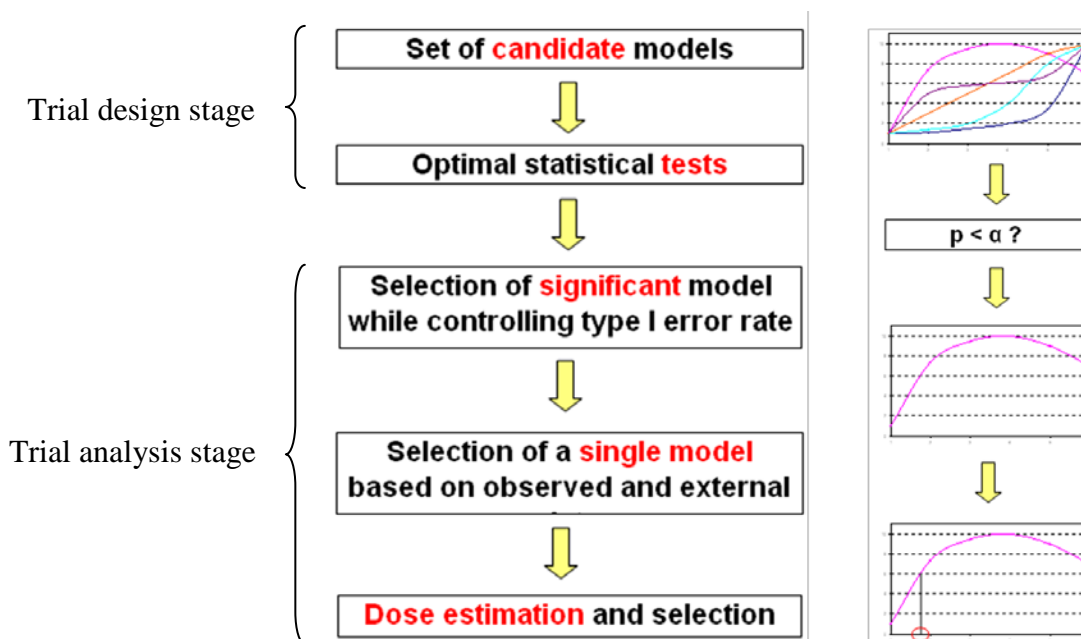 Set of candidate models
Trial design stage
Optimal statistical tests
Selection of significant model
while controlling type I error rate
Trial analysis stage
Selection of a single model
based on observed and external
Dose estimation and selection
p < α ?